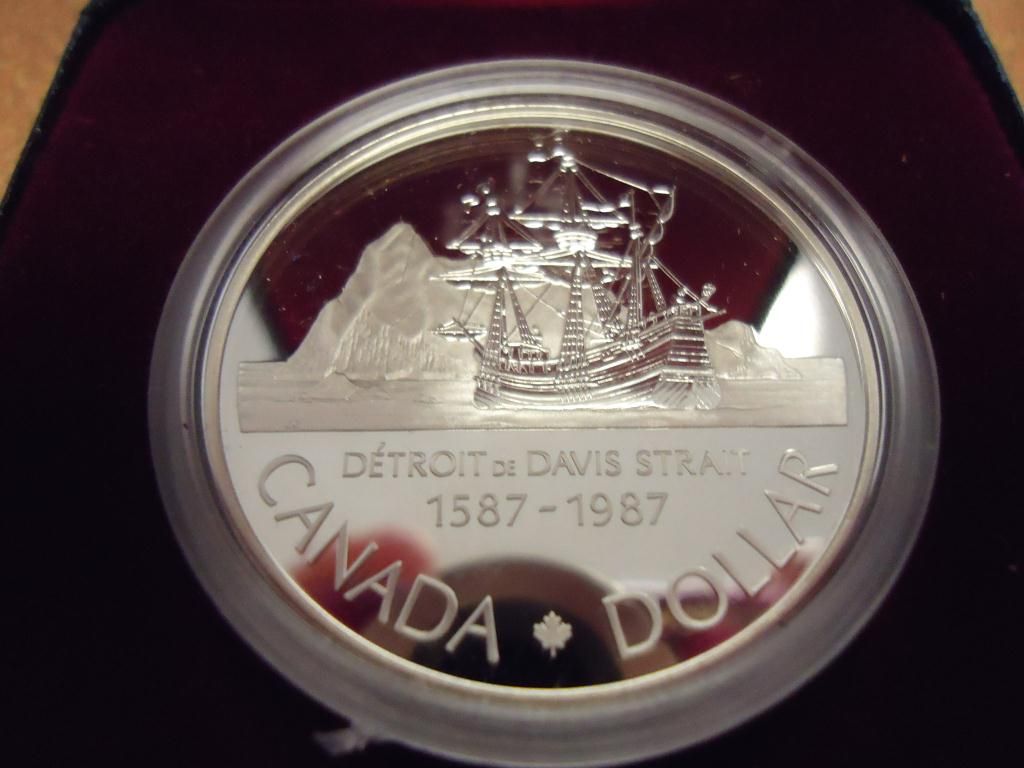 DÉTROIT DE DAVIS STRAIT
1587-1987
CANADA DOLLAR